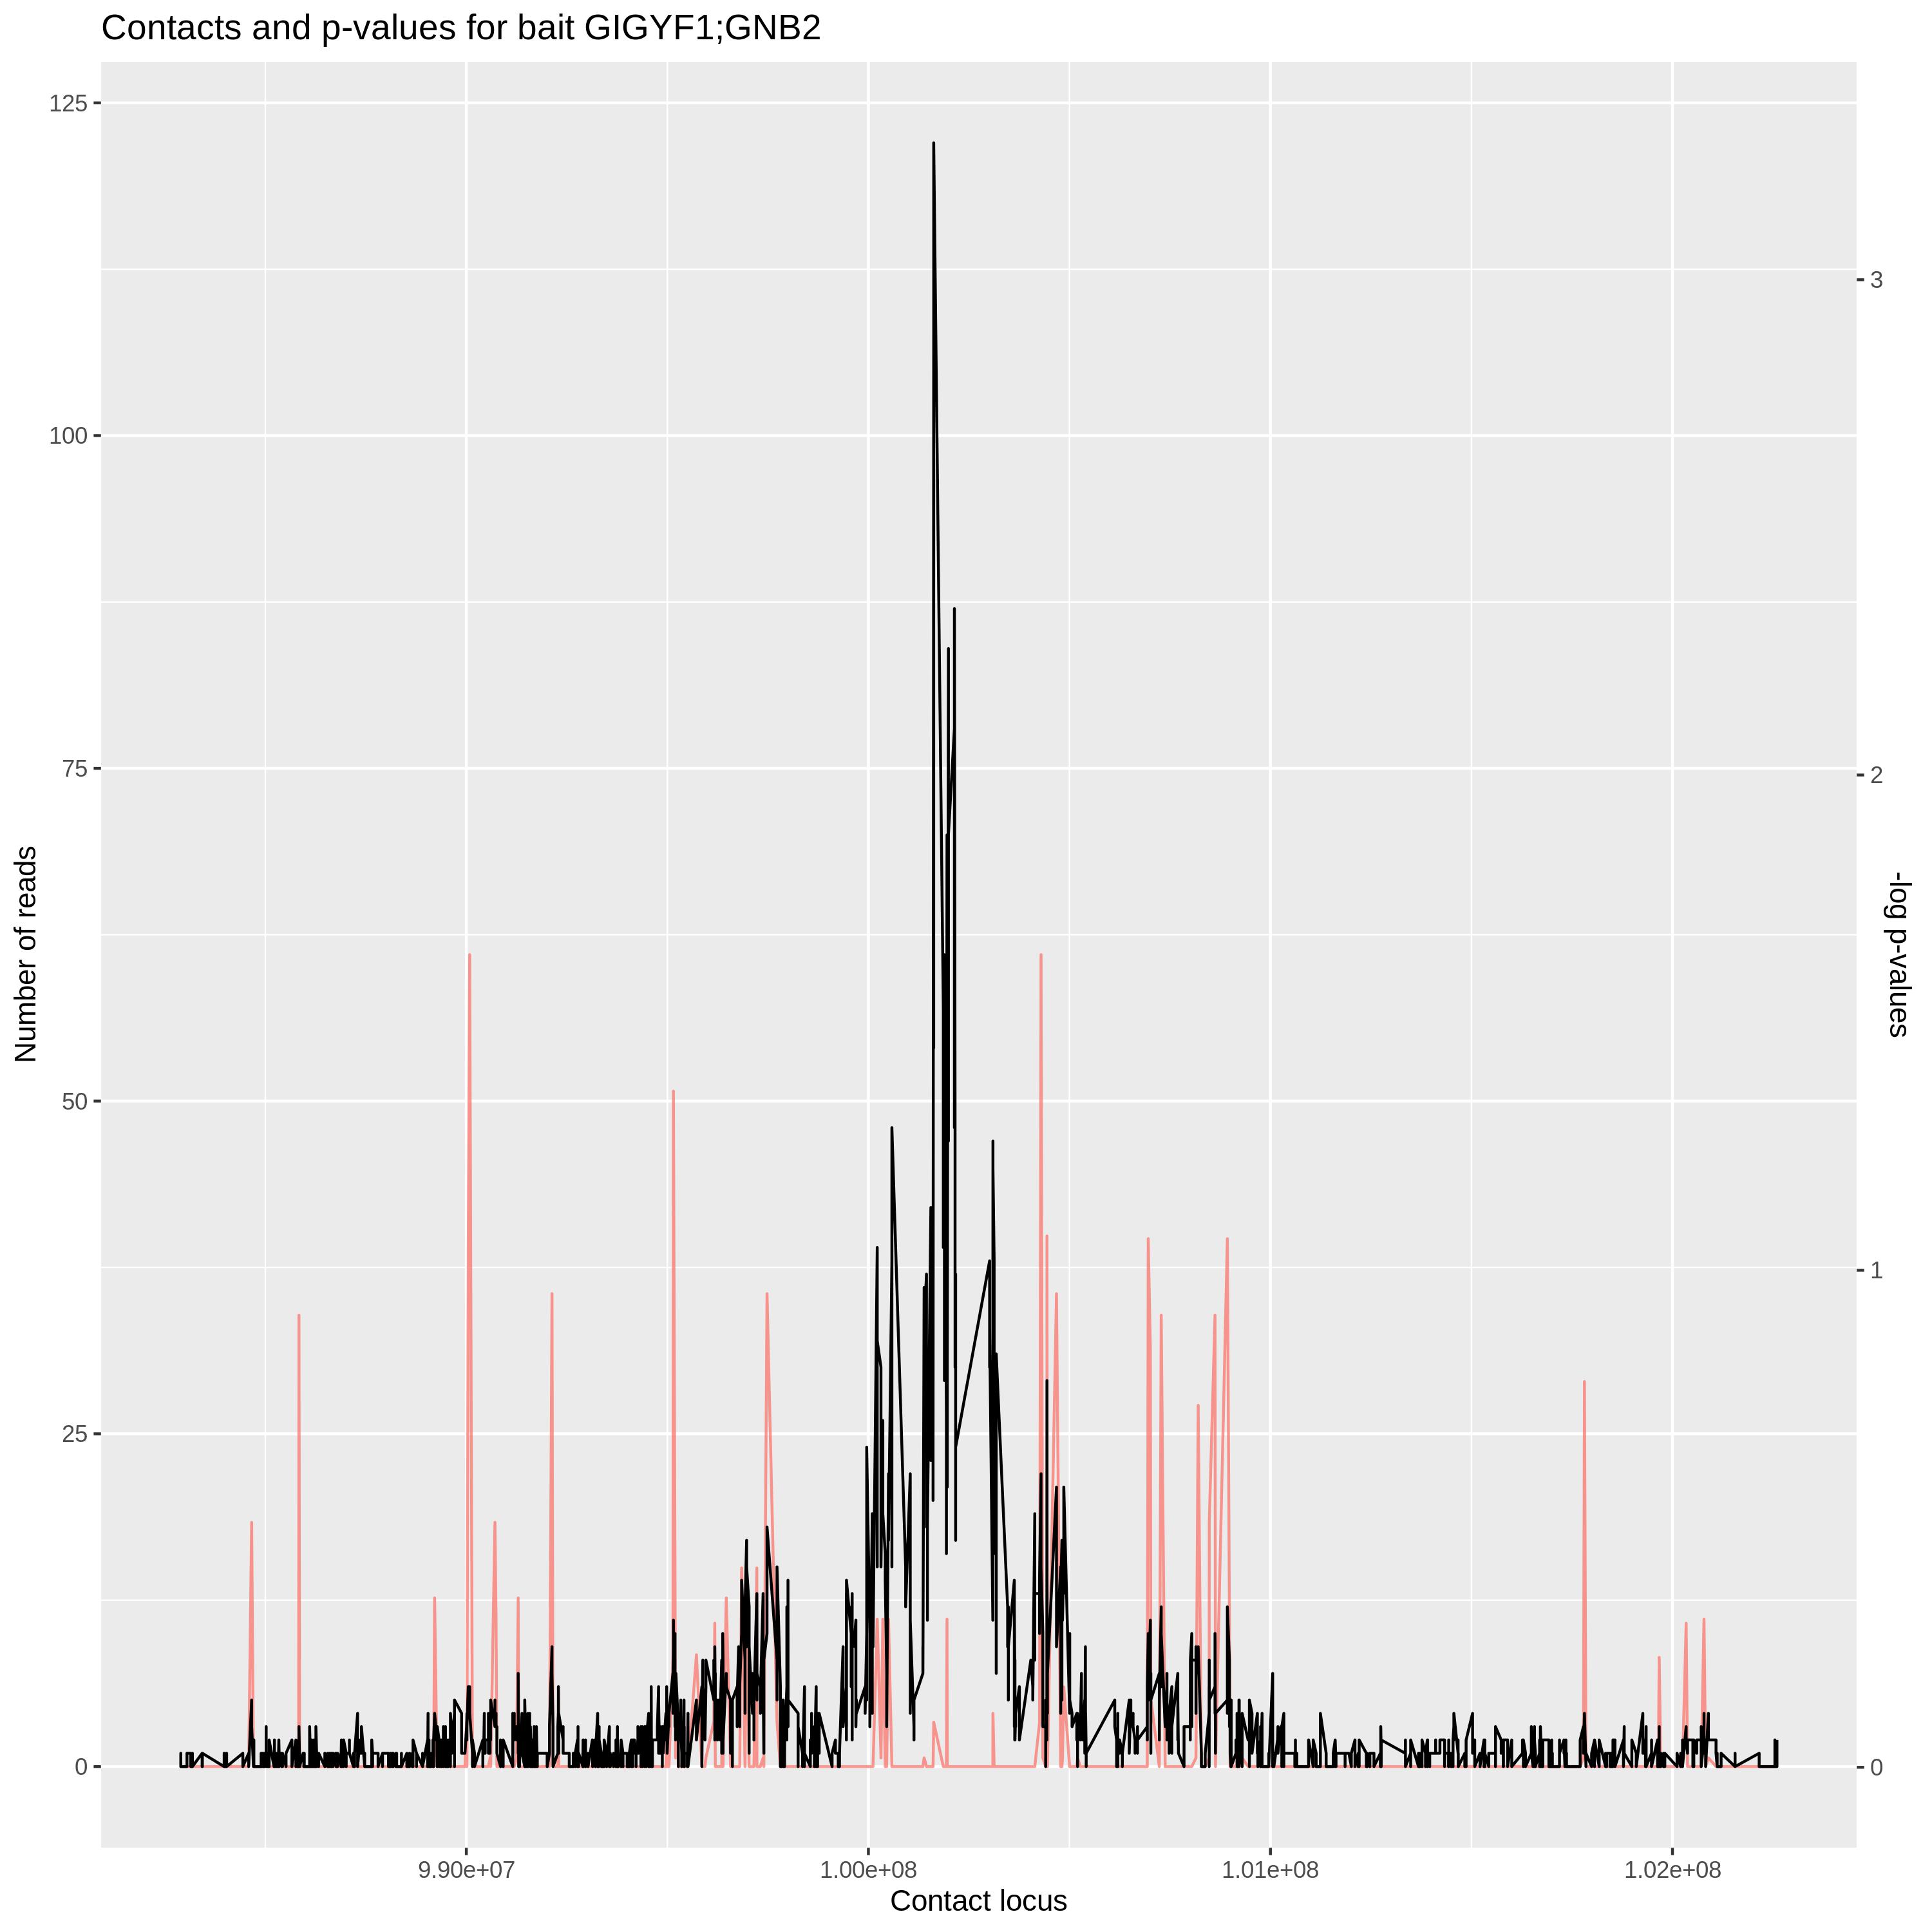 Contacts and p-values for bait GIGYF1;GNB2
125
100
75
50
25
0
Number of reads
3
2
1
0
-log p-values
9.90e+07 1.00e+08 1.01e+08 1.02e+08
Contact locus